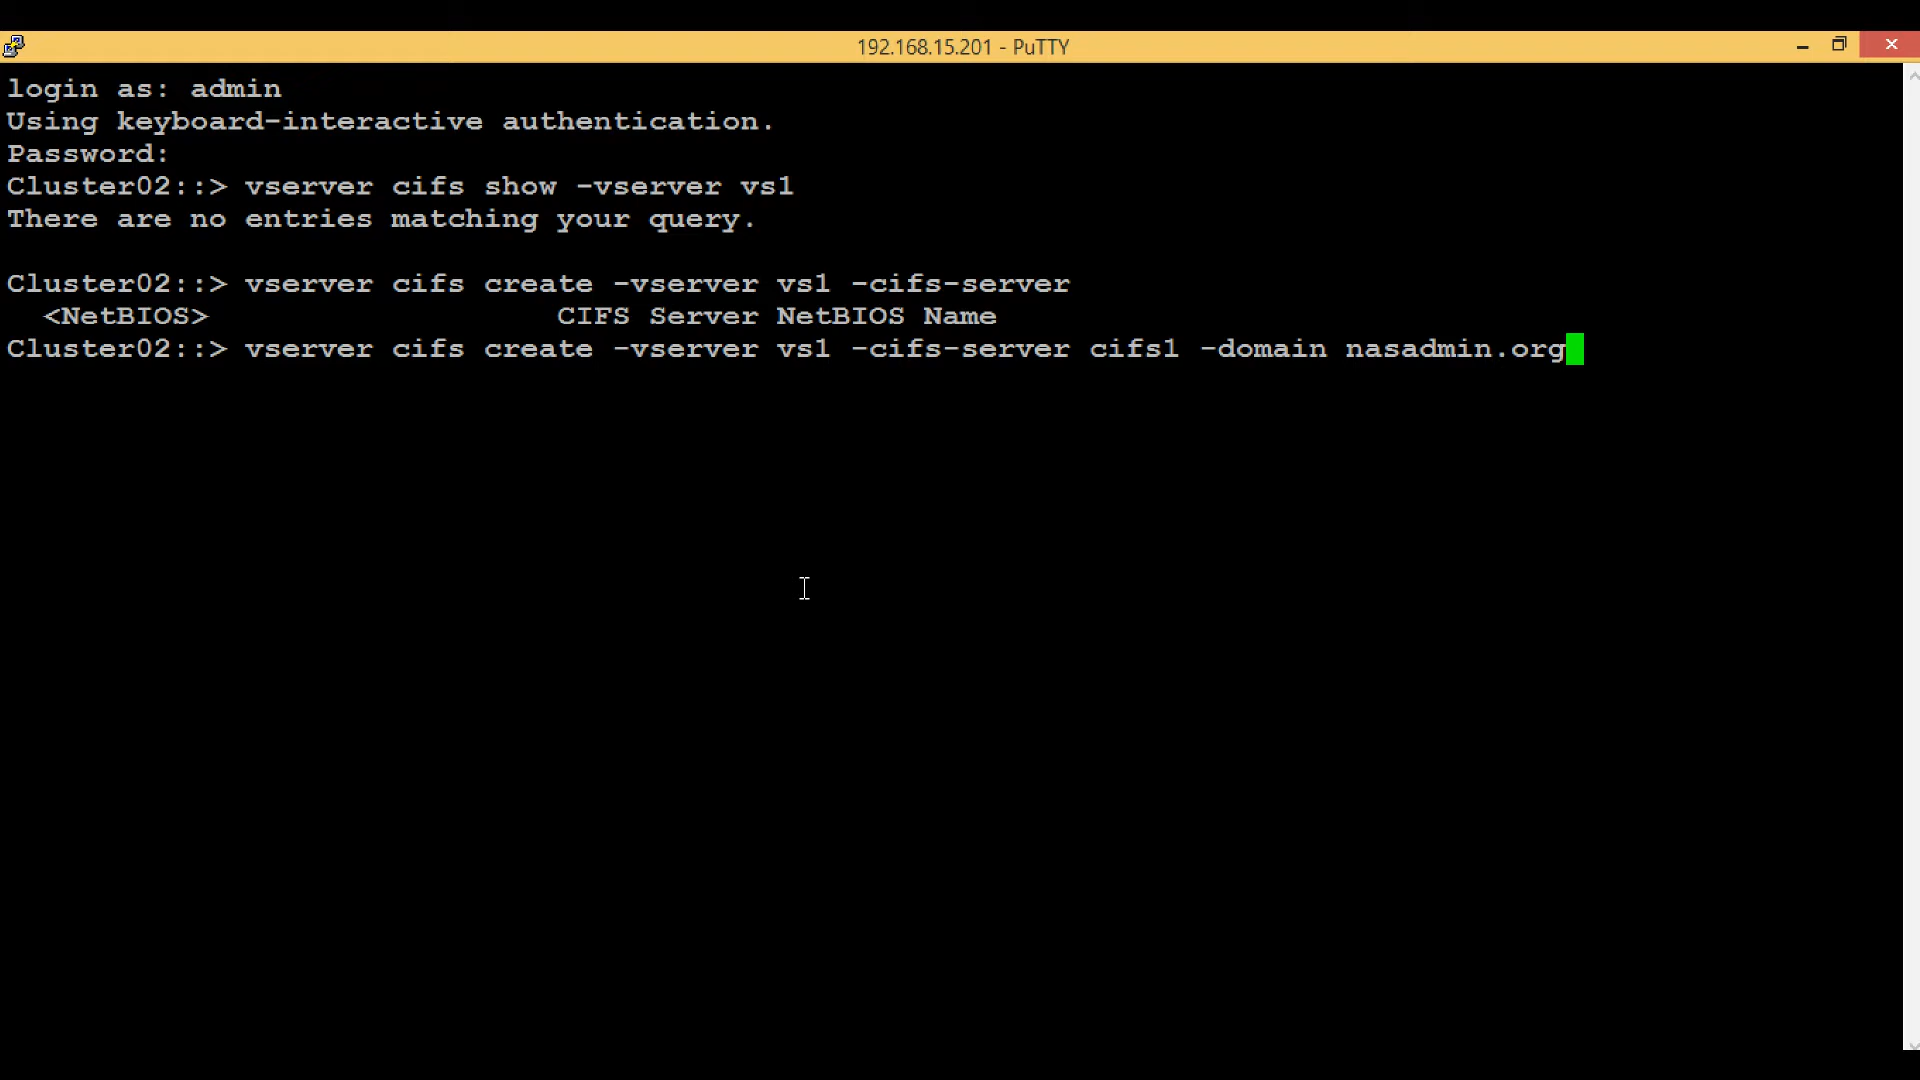 192.168.15.201 - PuTTY
login as: admin
Using keyboard-interactive authentication.
Password:
Cluster02::> vserver cifs show -vserver vs1
There are no entries matching your query.
Cluster02::> vserver cifs create -vserver vs1 -cifs-server
<NetBIOS> CIFS Server NetBIOS Name
Cluster02::> vserver cifs create -vserver vs1 -cifs-server cifs1 -domain nasadmin.org